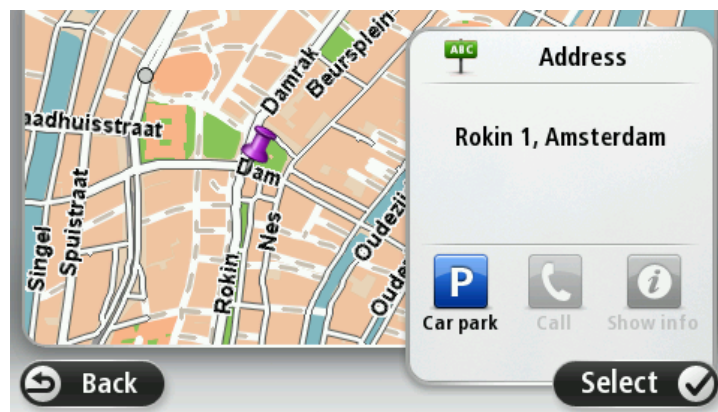 ABC
Address
Rokin 1, Amsterdam
Damrak
Beursplein
aadhuisstraat
Dam
Singel
Spuistraat
Rokin
Nes
Oudezij
Oude
P
Car park
Call
i
Show info
Back
Select